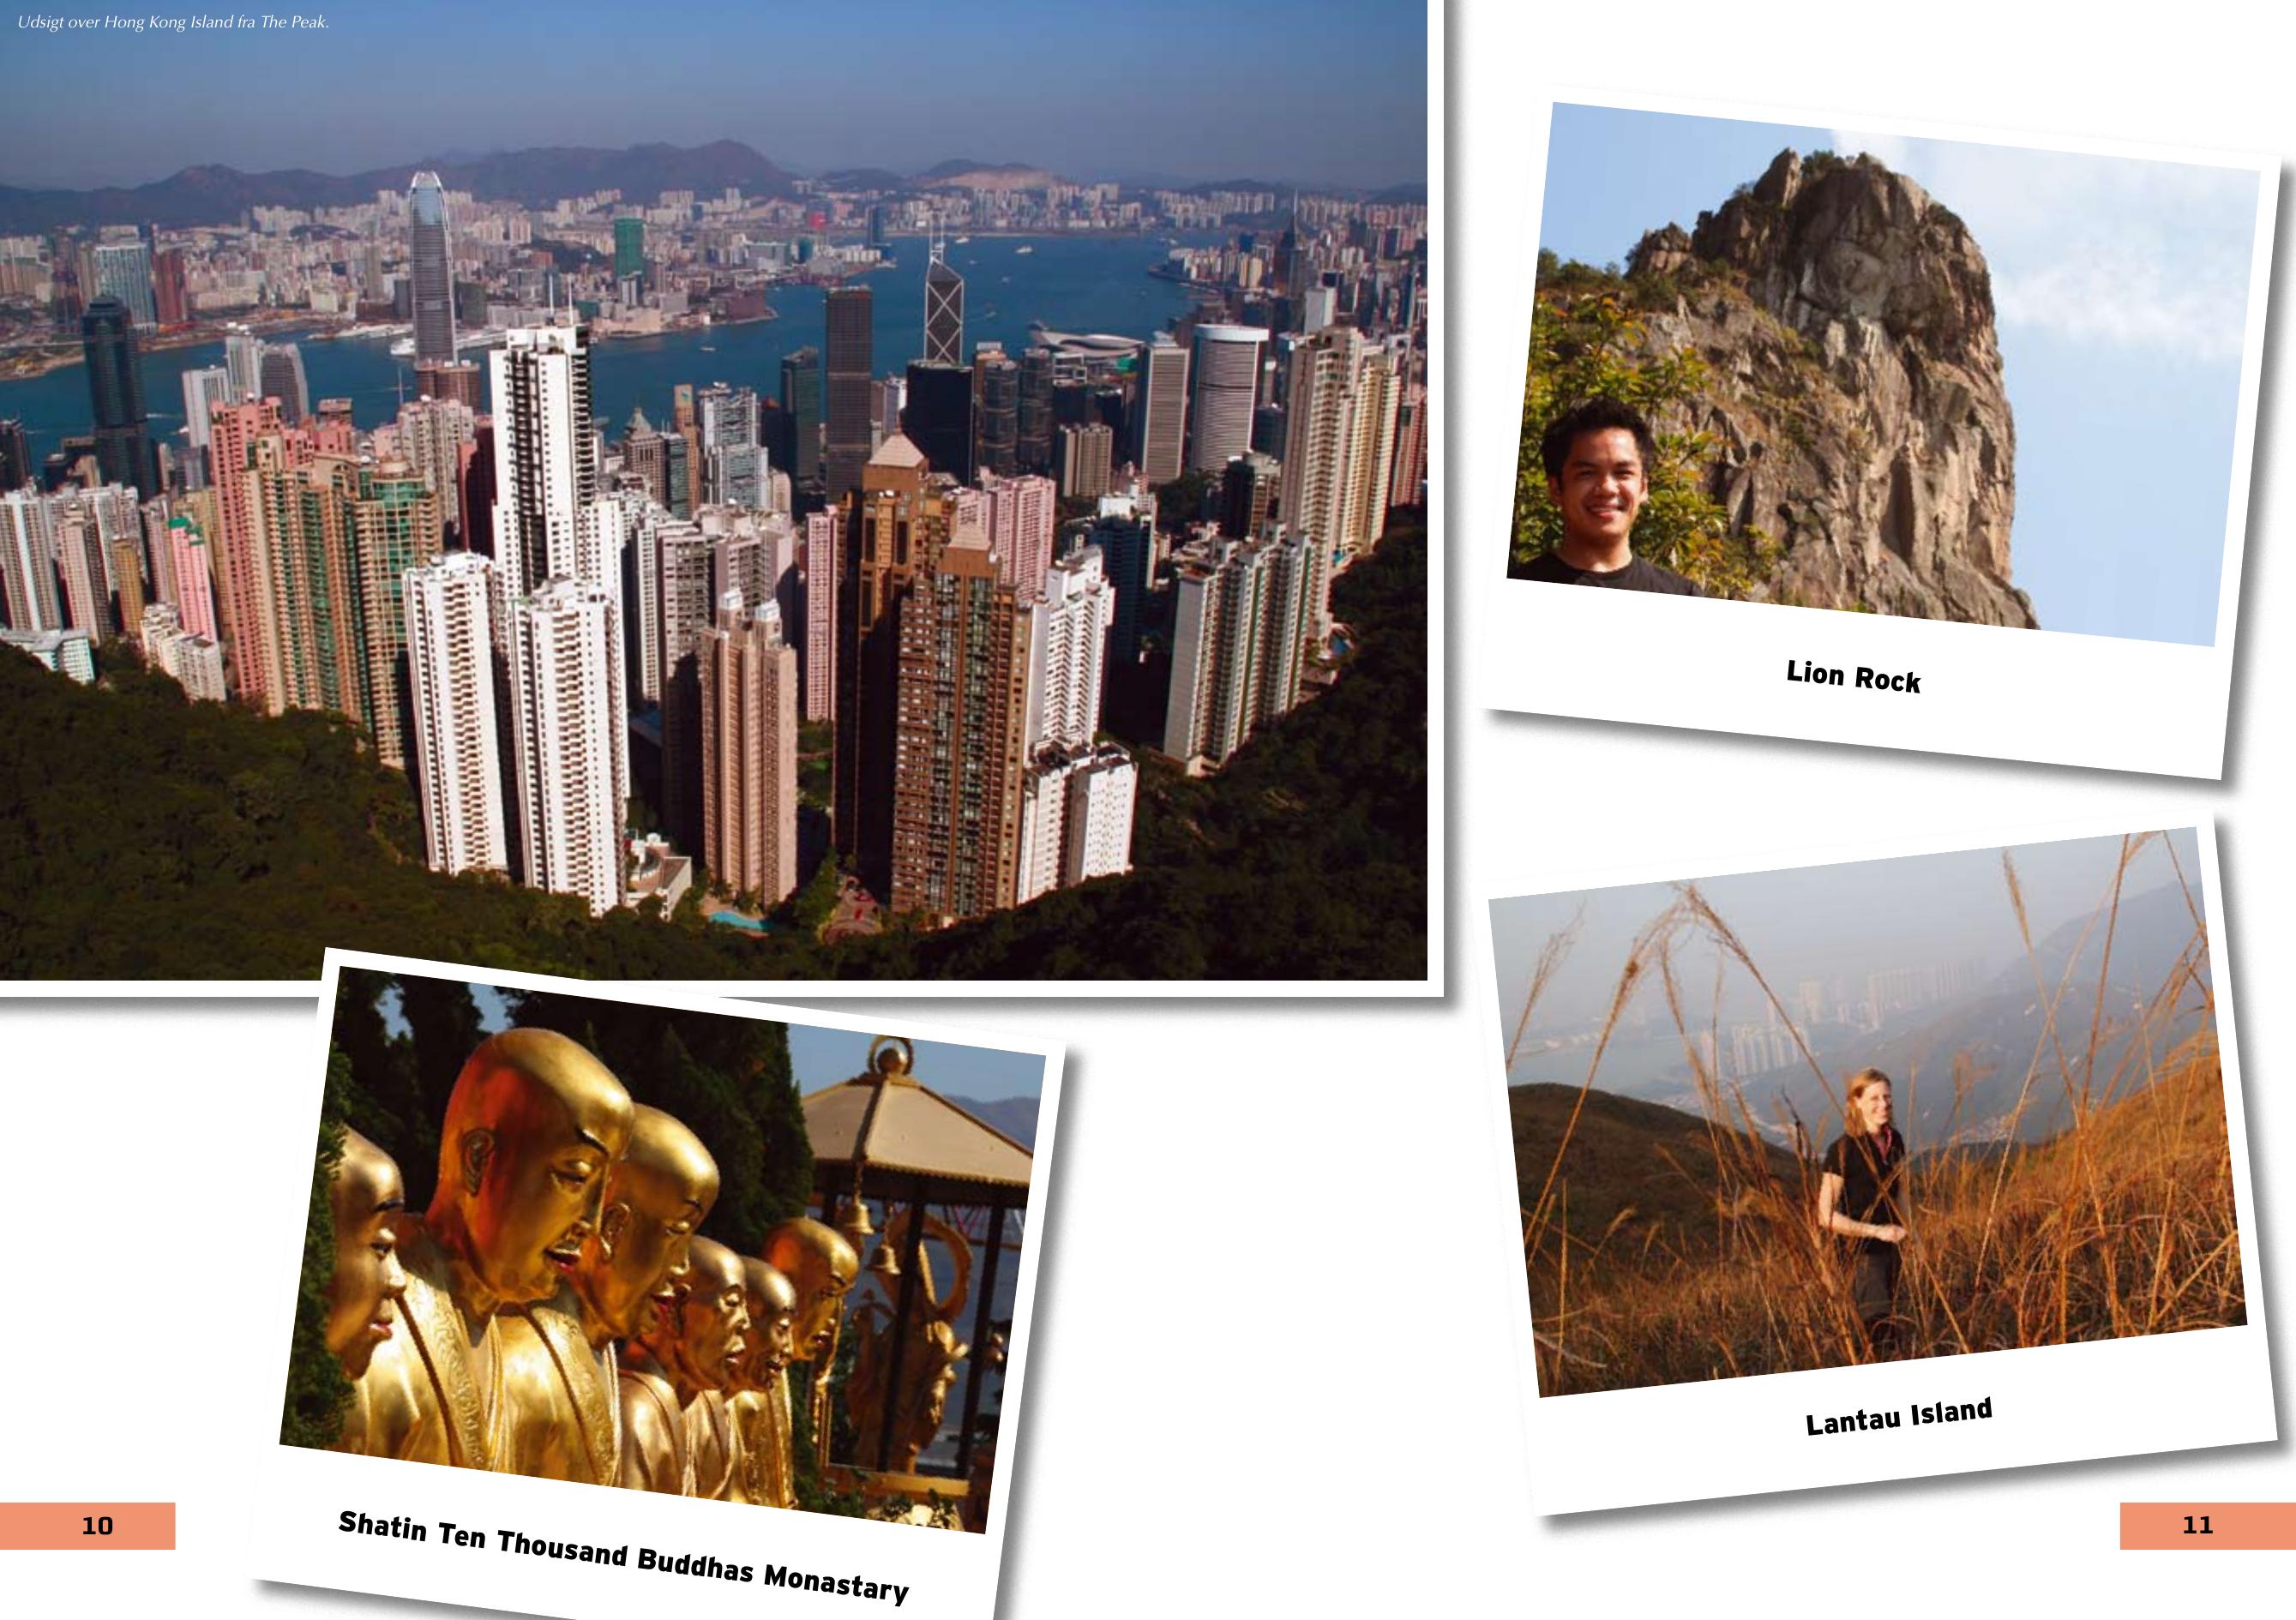 Udsigt over Hong Kong Island fra The Peak.
Lion Rock
Lantau Island
Shatin Ten Thousand Buddhas Monastary
10
11